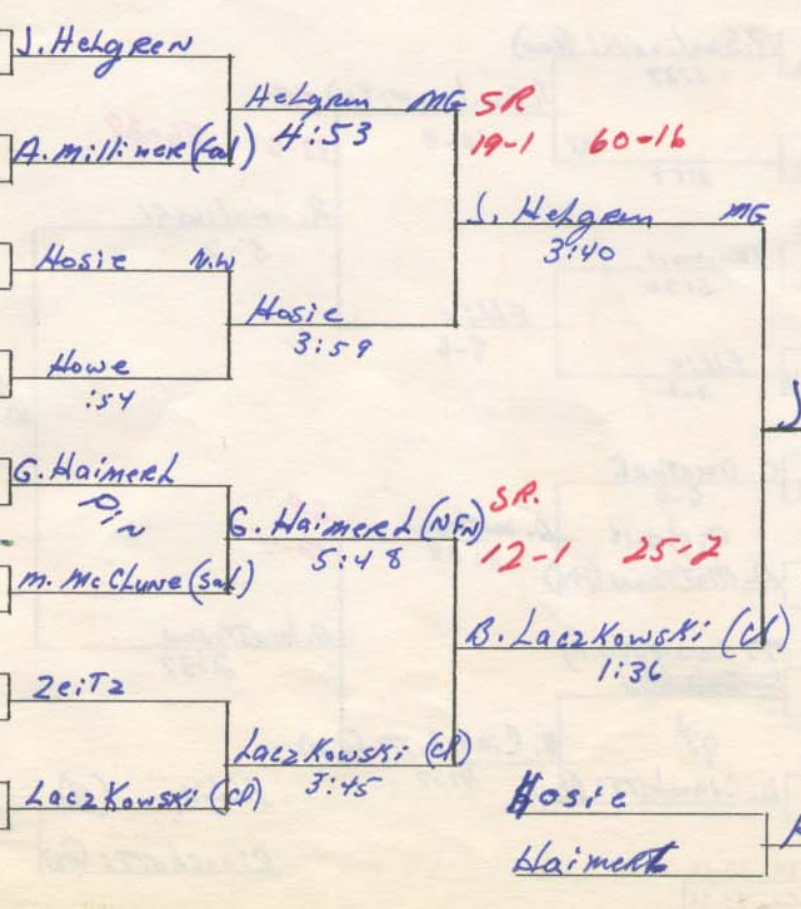 J. Helgren
Helgren MG SR
4:53 19-1 60-16
A. Millinere (Sal)
J. Helgren MG
3:40
Hosie N.W
Hosie
3:59
Howe
:54
J
G. Haimerl
Pin
G. Haimerl (NFN) SR.
5:48 12-1 25-2
M. McClune (Sal)
B. Laczkowski (Cl)
1:36
Zeitz
Laczkowski (Cl)
3:45
Laczkowski (Cl)
Hosie
Haimerl